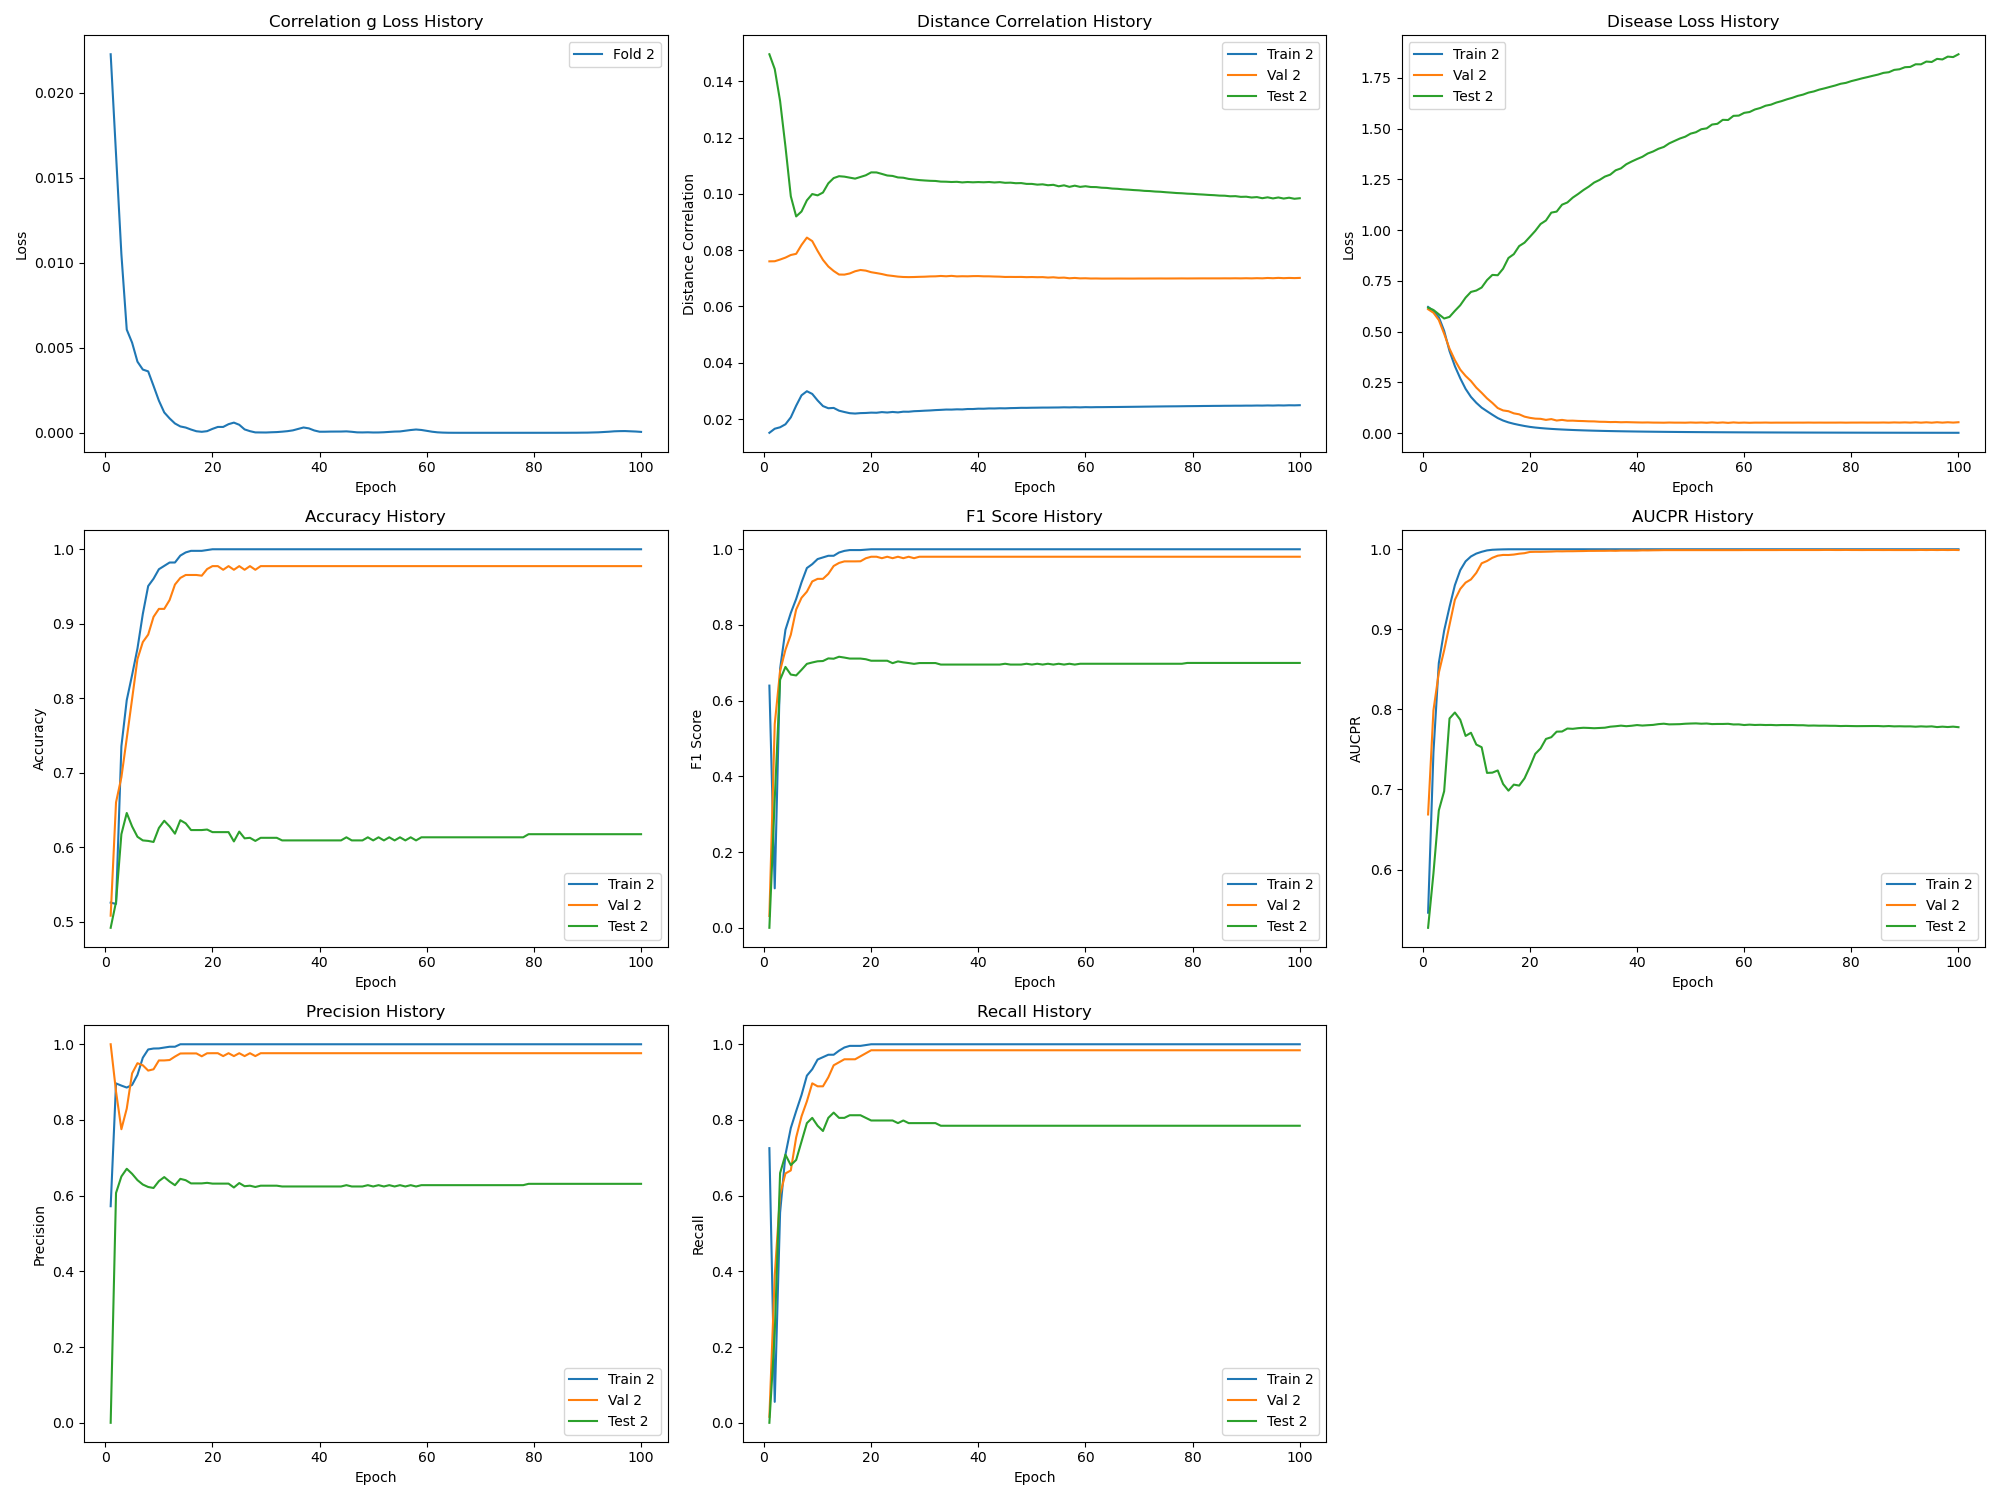 Correlation g Loss History
Loss
0.020
0.015
0.010
0.005
0.000
0 20 40 60 80 100
Epoch
Fold 2
Distance Correlation History
Distance Correlation
0.14
0.12
0.10
0.08
0.06
0.04
0.02
0 20 40 60 80 100
Epoch
Train 2
Val 2
Test 2
Disease Loss History
Loss
1.75
1.50
1.25
1.00
0.75
0.50
0.25
0.00
0 20 40 60 80 100
Epoch
Train 2
Val 2
Test 2
Accuracy History
Accuracy
1.0
0.9
0.8
0.7
0.6
0.5
0 20 40 60 80 100
Epoch
Train 2
Val 2
Test 2
F1 Score History
F1 Score
1.0
0.8
0.6
0.4
0.2
0.0
0 20 40 60 80 100
Epoch
Train 2
Val 2
Test 2
AUCPR History
AUCPR
1.0
0.9
0.8
0.7
0.6
0 20 40 60 80 100
Epoch
Train 2
Val 2
Test 2
Precision History
Precision
1.0
0.8
0.6
0.4
0.2
0.0
0 20 40 60 80 100
Epoch
Train 2
Val 2
Test 2
Recall History
Recall
1.0
0.8
0.6
0.4
0.2
0.0
0 20 40 60 80 100
Epoch
Train 2
Val 2
Test 2